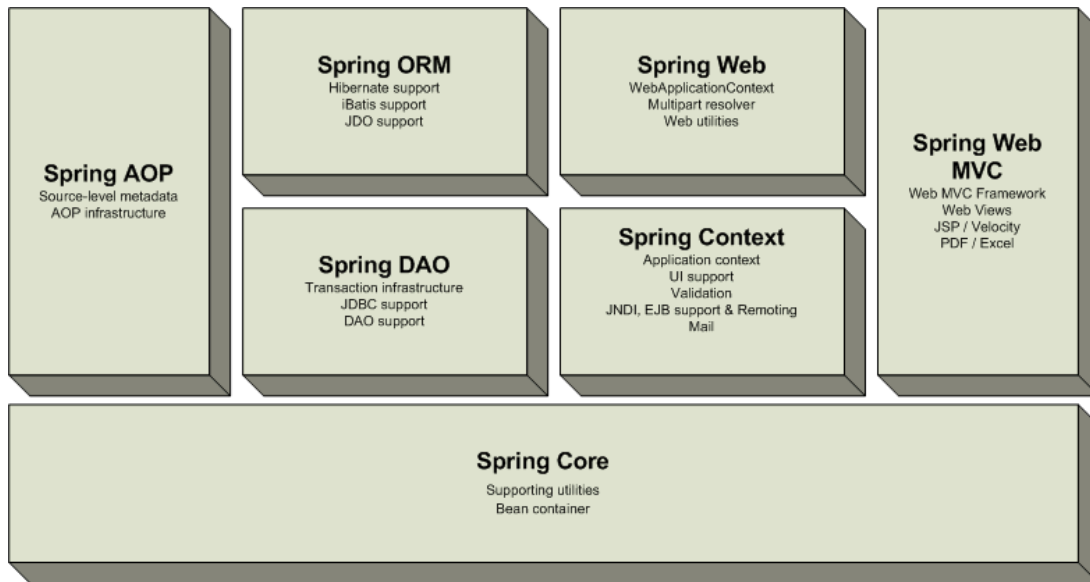 Spring AOP
Source-level metadata
AOP infrastructure
Spring ORM
Hibernate support
iBatis support
JDO support
Spring Web
WebApplicationContext
Multipart resolver
Web utilities
Spring Web
MVC
Web MVC Framework
Web Views
JSP / Velocity
PDF / Excel
Spring DAO
Transaction infrastructure
JDBC support
DAO support
Spring Context
Application context
UI support
Validation
JNDI, EJB support & Remoting
Mail
Spring Core
Supporting utilities
Bean container